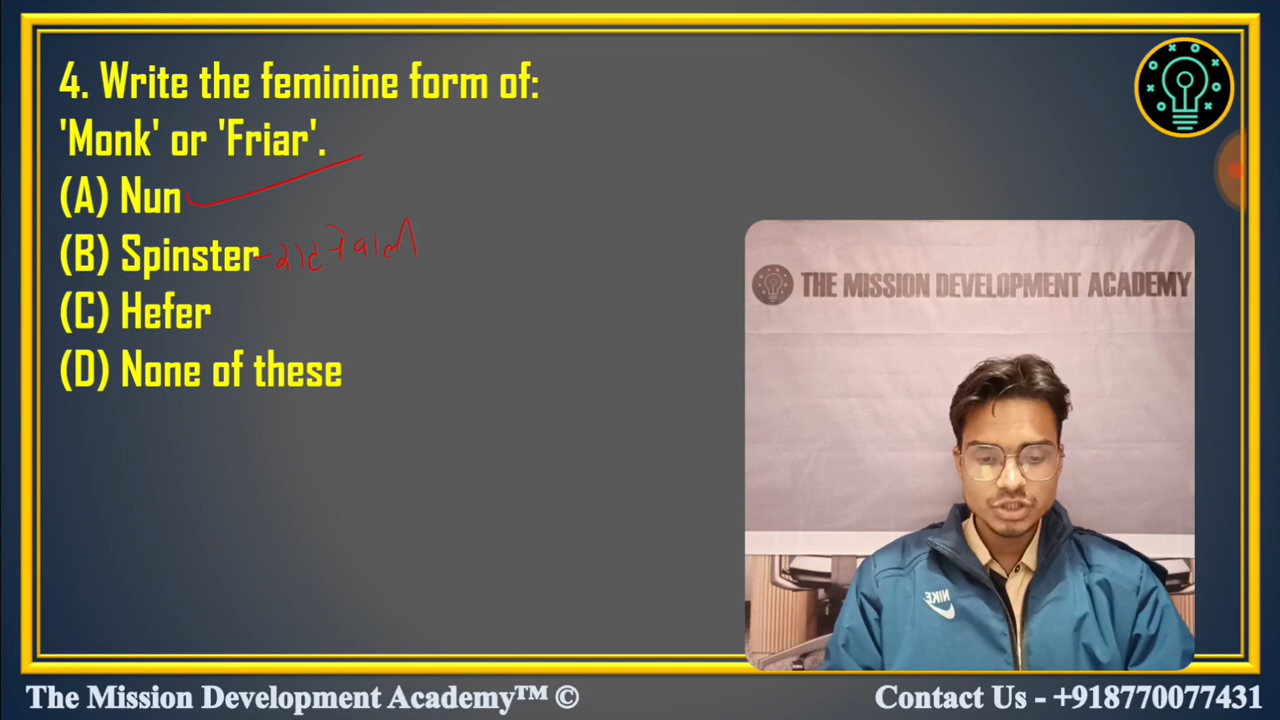 4. Write the feminine form of:
'Monk' or 'Friar'.
(A) Nun
(B) Spinster
(C) Hefer
(D) None of these
THE MISSION DEVELOPMENT ACADEMY
NIKE
The Mission Development Academy™ ©
Contact Us - +918770077431